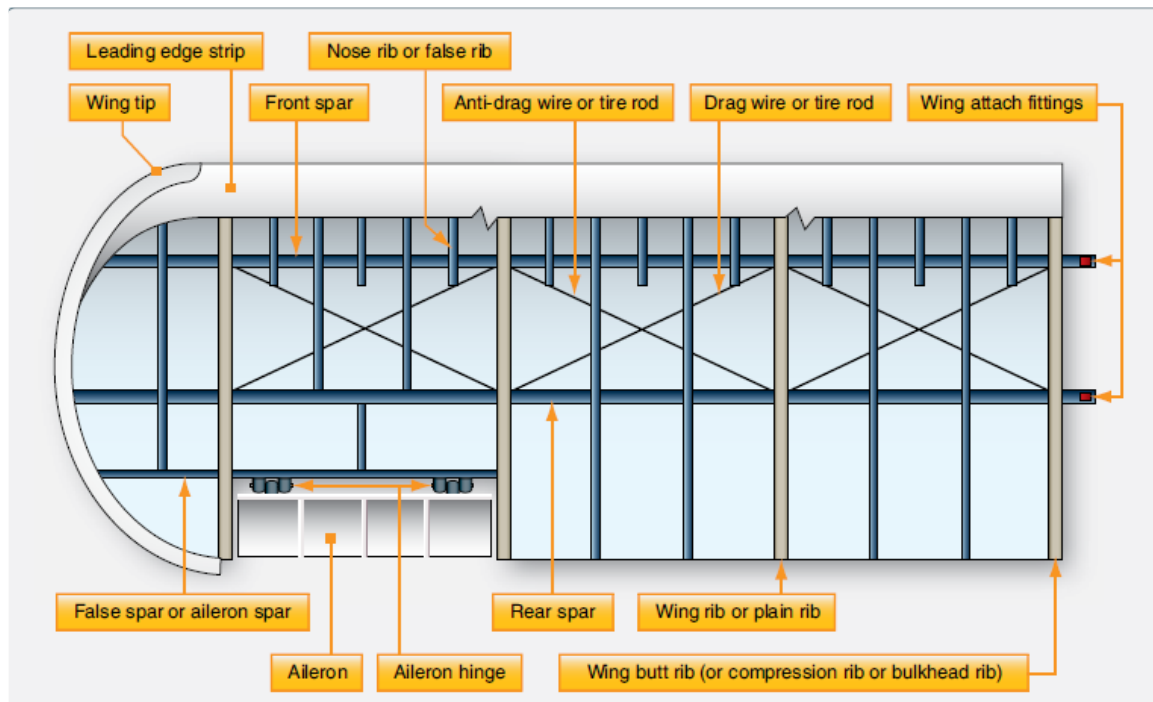 Leading edge strip
Nose rib or false rib
Wing tip
Front spar
Anti-drag wire or tire rod
Drag wire or tire rod
Wing attach fittings
False spar or aileron spar
Rear spar
Wing rib or plain rib
Aileron
Aileron hinge
Wing butt rib (or compression rib or bulkhead rib)